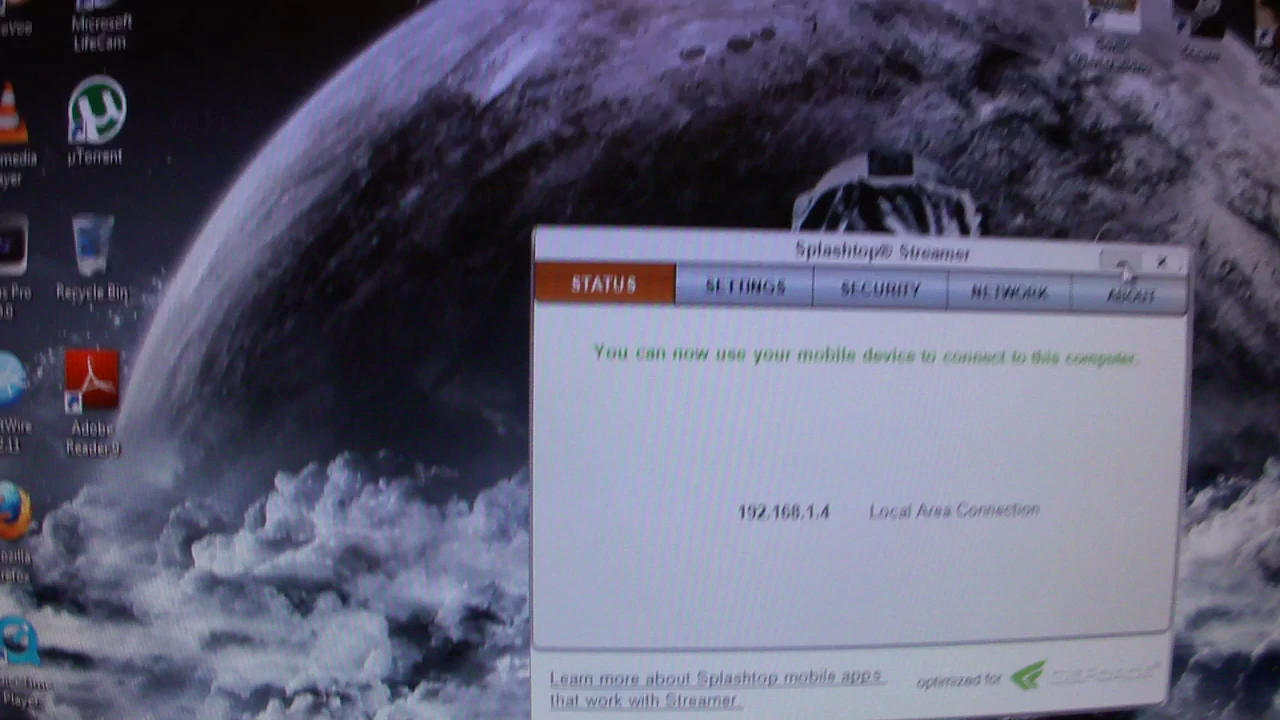 Microsoft
LifeCam
µTorrent
Recycle Bin
Adobe
Reader 9
Player
Splashtop® Streamer
STATUS
SETTINGS
SECURITY
NETWORK
ABOUT
You can now use your mobile device to connect to this computer.
192.168.1.4 Local Area Connection
Learn more about Splashtop mobile apps
that work with Streamer
optimized for